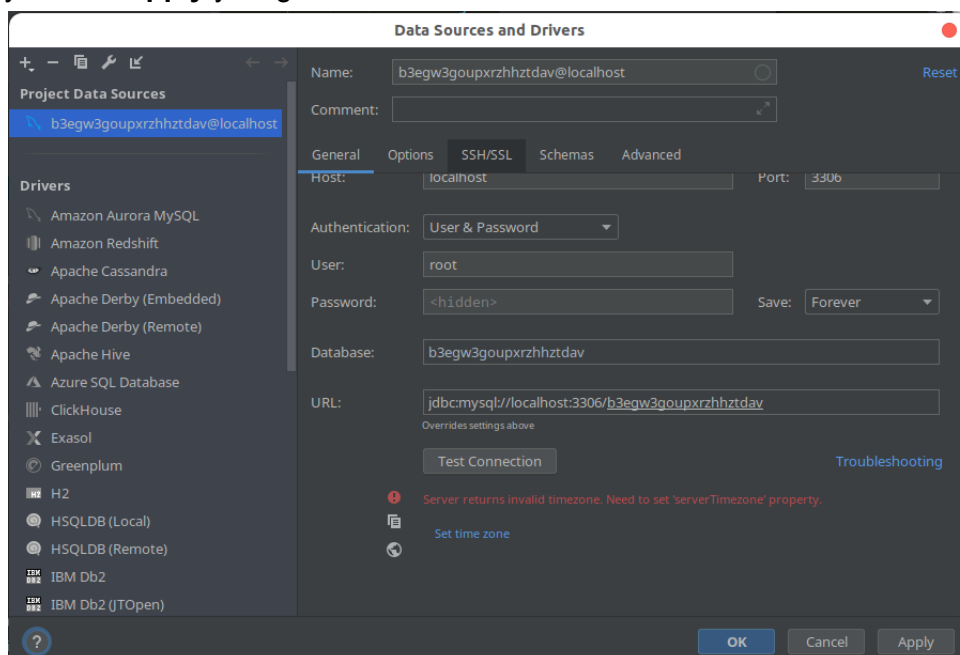 Data Sources and Drivers
Project Data Sources
b3egw3goupxrzhhztdav@localhost
Drivers
Amazon Aurora MySQL
Amazon Redshift
Apache Cassandra
Apache Derby (Embedded)
Apache Derby (Remote)
Apache Hive
Azure SQL Database
ClickHouse
Exasol
Greenplum
H2
HSQLDB (Local)
HSQLDB (Remote)
IBM Db2
IBM Db2 (JTOpen)
Name: b3egw3goupxrzhhztdav@localhost Reset
Comment:
General Options SSH/SSL Schemas Advanced
Host: localhost Port: 3306
Authentication: User & Password
User: root
Password: <hidden> Save: Forever
Database: b3egw3goupxrzhhztdav
URL: jdbc:mysql://localhost:3306/b3egw3goupxrzhhztdav
Overrides settings above
Test Connection Troubleshooting
Server returns invalid timezone. Need to set 'serverTimezone' property.
Set time zone
? OK Cancel Apply